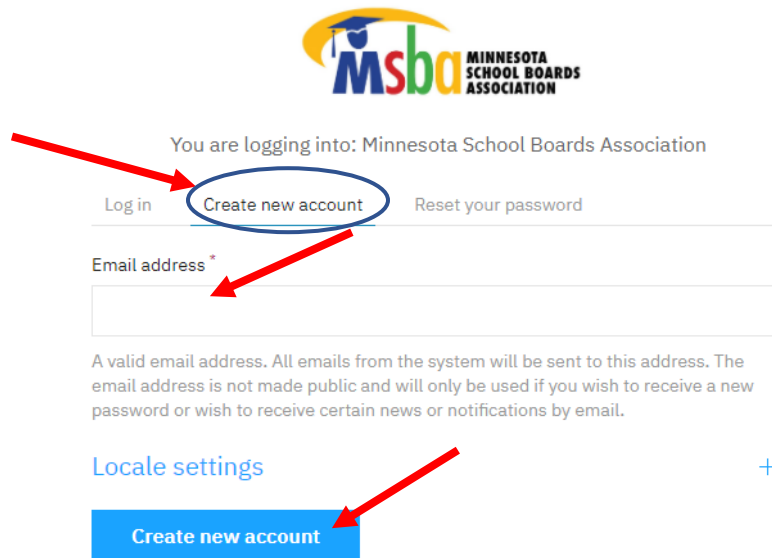 msba MINNESOTA
SCHOOL BOARDS
ASSOCIATION
You are logging into: Minnesota School Boards Association
Log in Create new account Reset your password
Email address *
A valid email address. All emails from the system will be sent to this address. The
email address is not made public and will only be used if you wish to receive a new
password or wish to receive certain news or notifications by email.
Locale settings +
Create new account